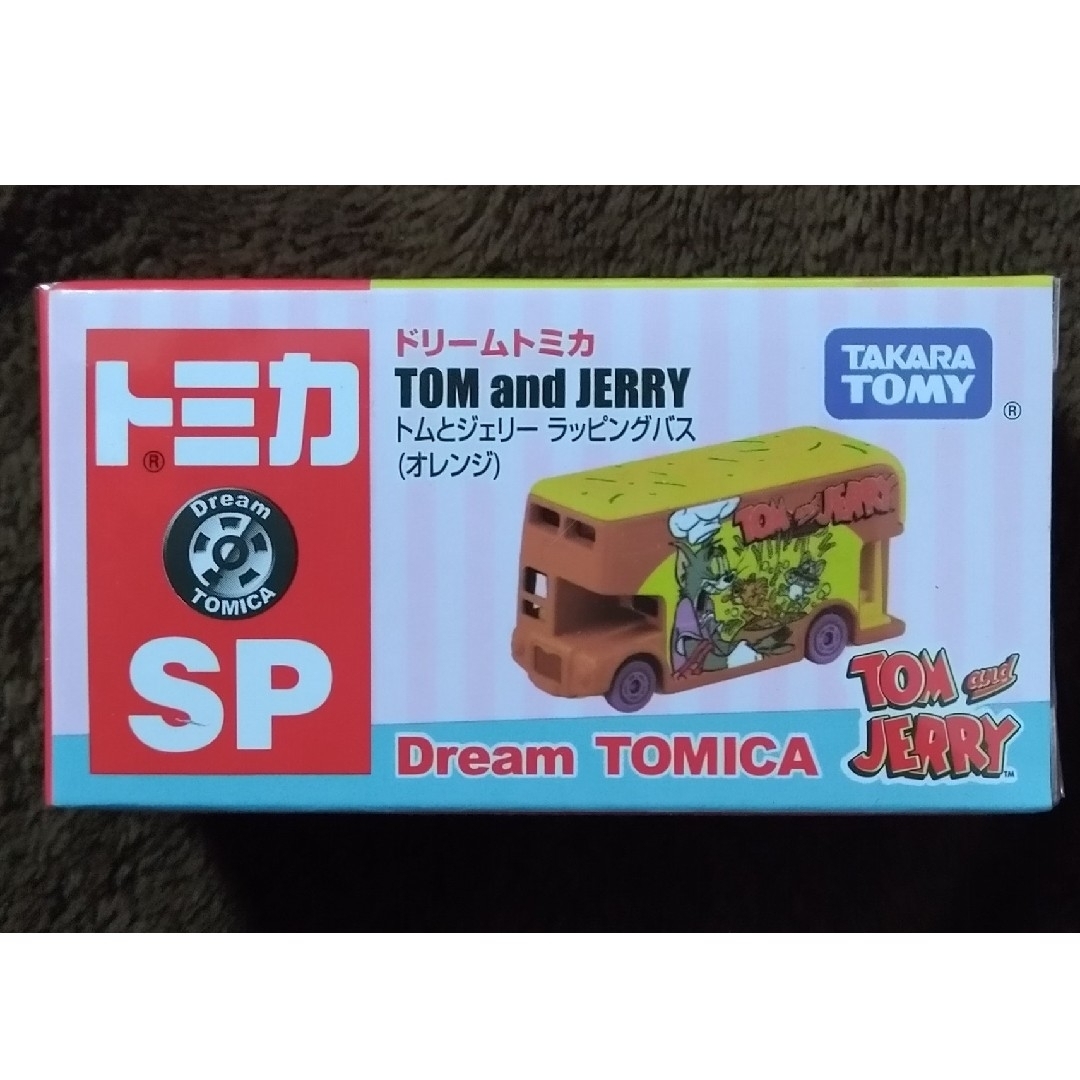 トミカ
®
Dream
TOMICA
SP
ドリームトミカ
TOM and JERRY
トムとジェリー ラッピングバス
(オレンジ)
TAKARA
TOMY
®
TOM and JERRY
Dream TOMICA
TOM and
JERRY
™